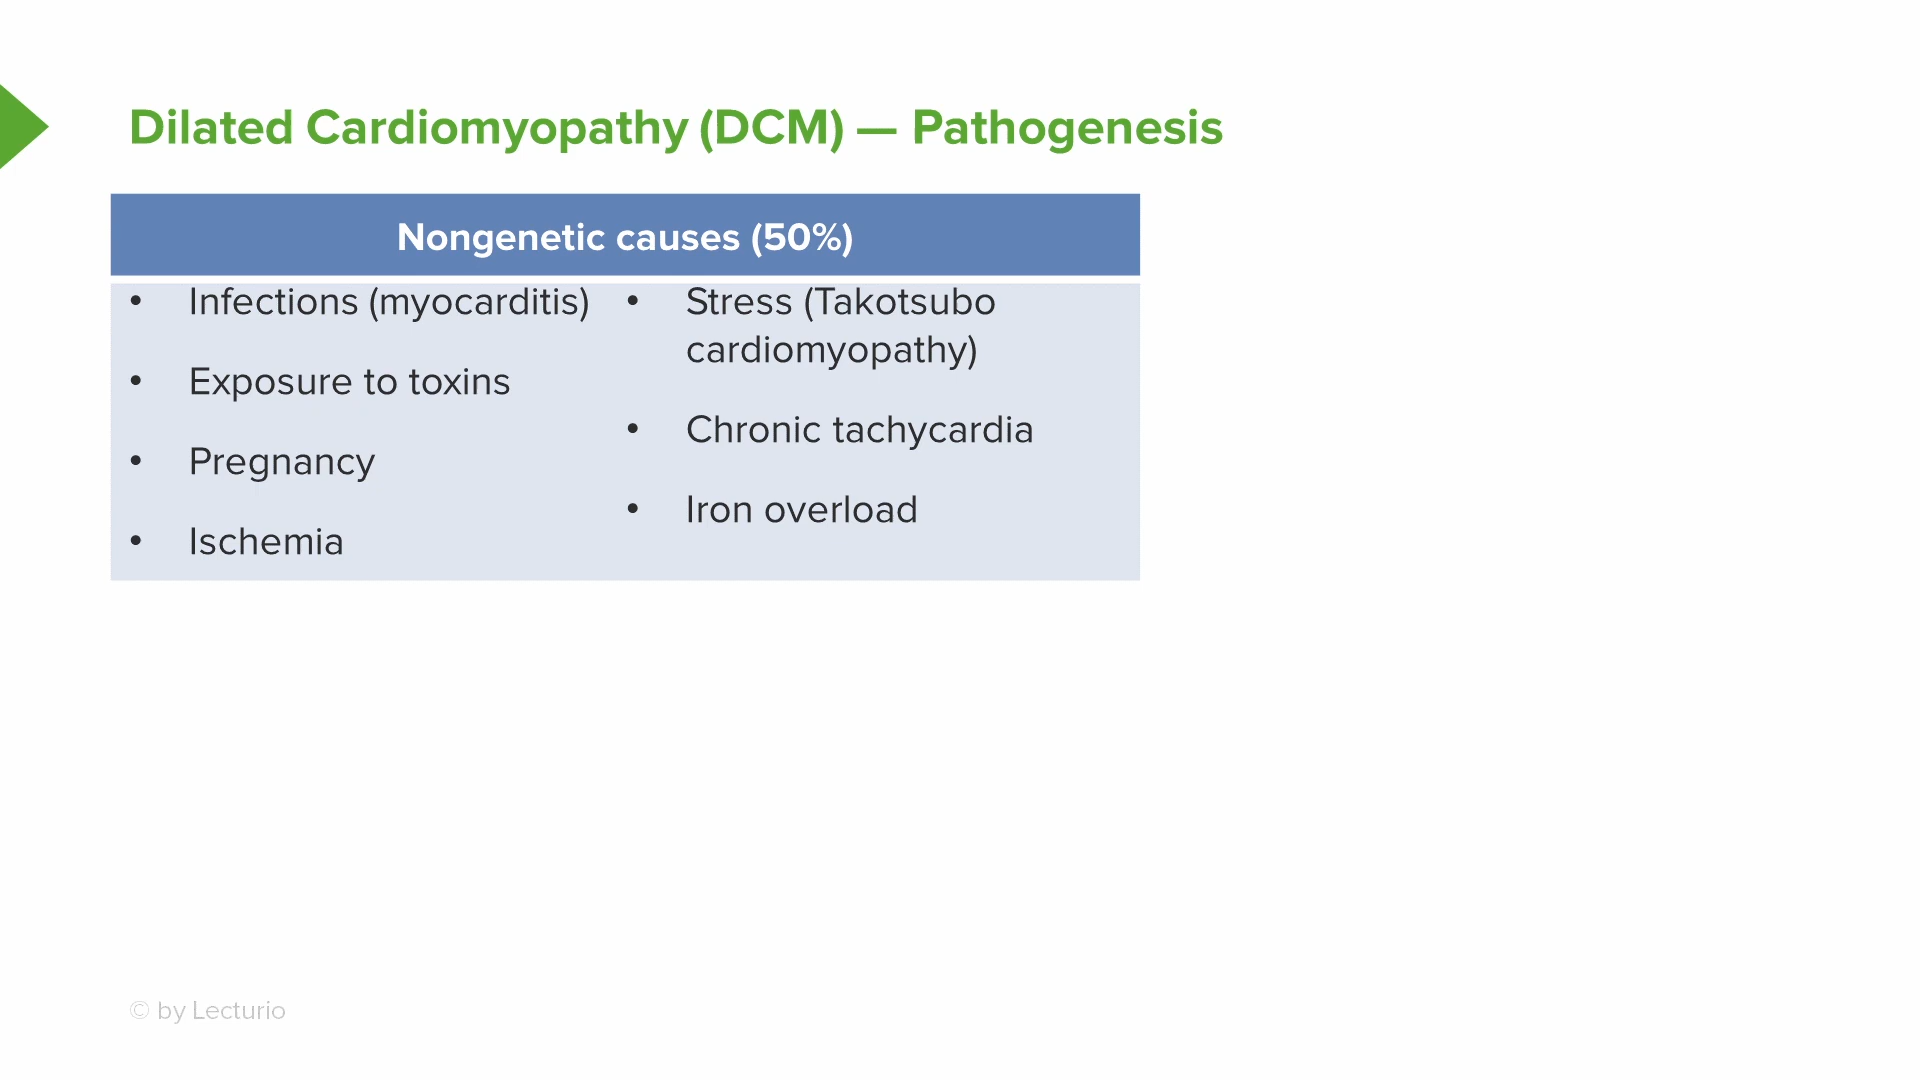 Dilated Cardiomyopathy (DCM) — Pathogenesis
Nongenetic causes (50%)
• Infections (myocarditis)
• Exposure to toxins
• Pregnancy
• Ischemia
• Stress (Takotsubo
cardiomyopathy)
• Chronic tachycardia
• Iron overload
© by Lecturio